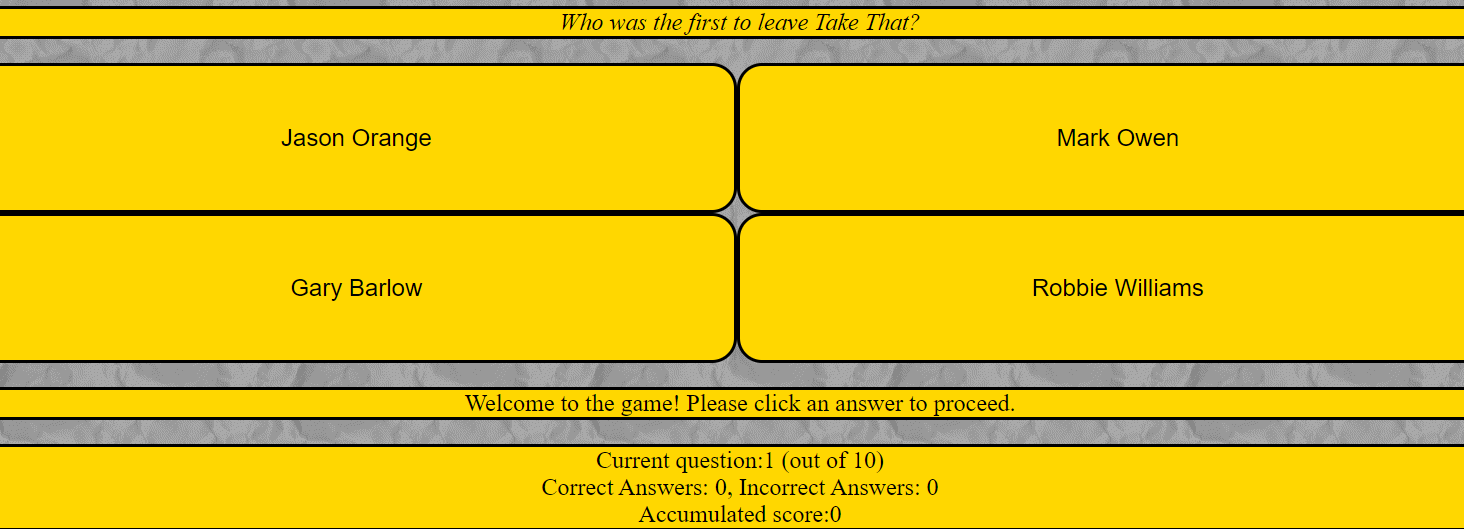 Who was the first to leave Take That?
Jason Orange
Mark Owen
Gary Barlow
Robbie Williams
Welcome to the game! Please click an answer to proceed.
Current question:1 (out of 10)
Correct Answers: 0, Incorrect Answers: 0
Accumulated score:0